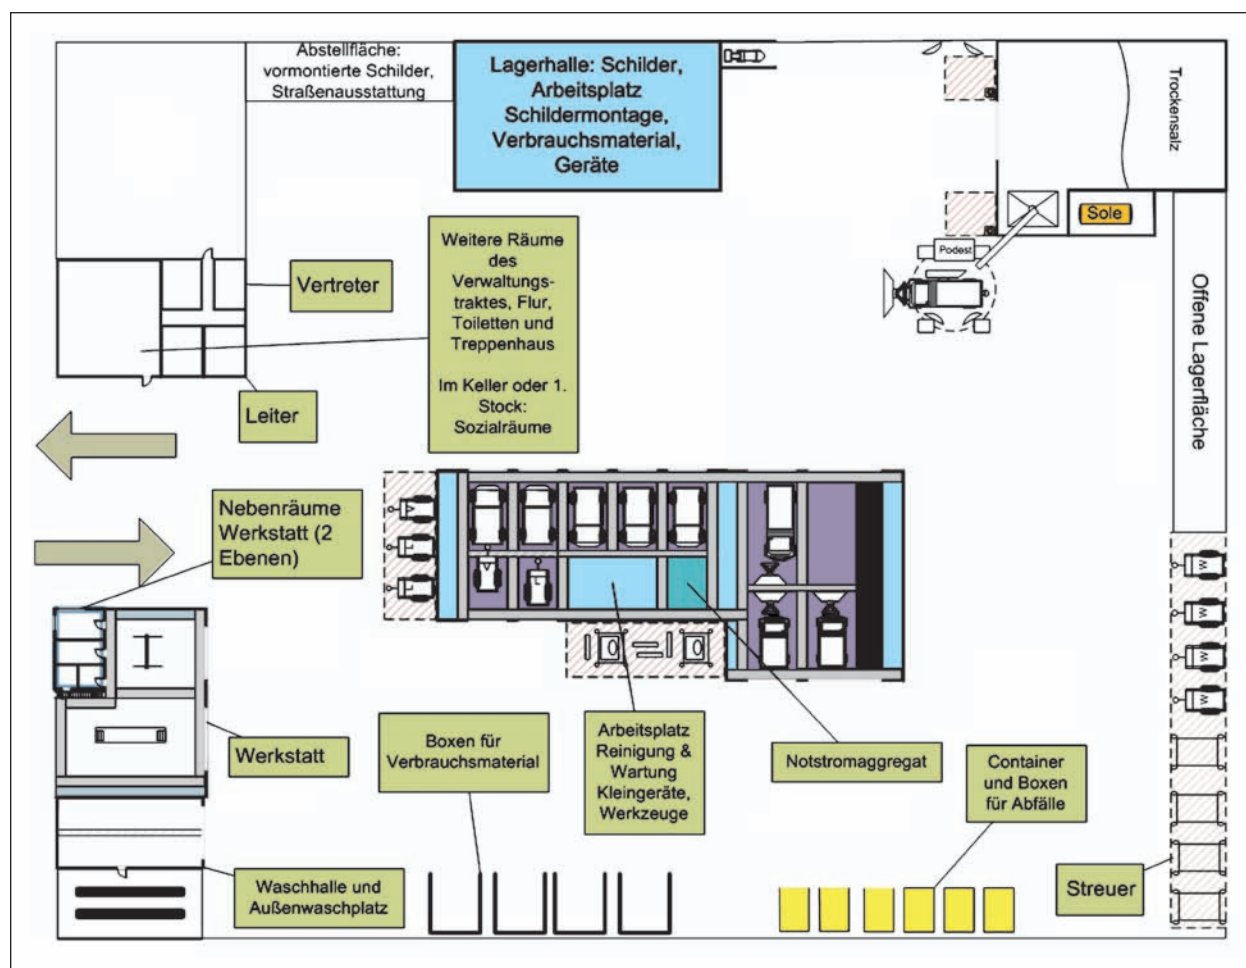 Abstellfläche:
vormontierte Schilder,
Straßenausstattung
Lagerhalle: Schilder,
Arbeitsplatz
Schildermontage,
Verbrauchsmaterial,
Geräte
Trockensalz
Sole
Podest
Offene Lagerfläche
Weitere Räume
des
Verwaltungs-
traktes, Flur,
Toiletten und
Treppenhaus
Im Keller oder 1.
Stock:
Sozialräume
Vertreter
Leiter
Nebenräume
Werkstatt (2
Ebenen)
L
L
L
L
W
W
W
W
Werkstatt
Boxen für
Verbrauchsmaterial
Arbeitsplatz
Reinigung &
Wartung
Kleingeräte,
Werkzeuge
Notstromaggregat
Container
und Boxen
für Abfälle
Waschhalle und
Außenwaschplatz
Streuer